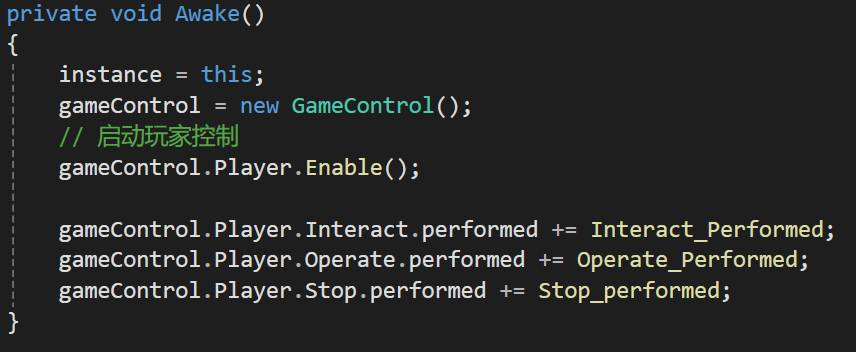 private void Awake()
{
    instance = this;
    gameControl = new GameControl();
    // 启动玩家控制
    gameControl.Player.Enable();

    gameControl.Player.Interact.performed += Interact_Performed;
    gameControl.Player.Operate.performed += Operate_Performed;
    gameControl.Player.Stop.performed += Stop_performed;
}